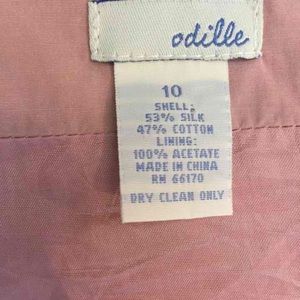 odille
10
SHELL:
53% SILK
47% COTTON
LINING:
100% ACETATE
MADE IN CHINA
RN 66170
DRY CLEAN ONLY